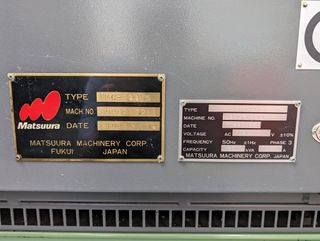 Matsuura
TYPE
MACH. NO.
DATE
MATSUURA MACHINERY CORP.
FUKUI JAPAN
TYPE
MACHINE NO.
DATE
VOLTAGE AC V ±10%
FREQUENCY 50Hz ±1Hz PHASE 3
CAPACITY kVA A
MATSUURA MACHINERY CORP. JAPAN